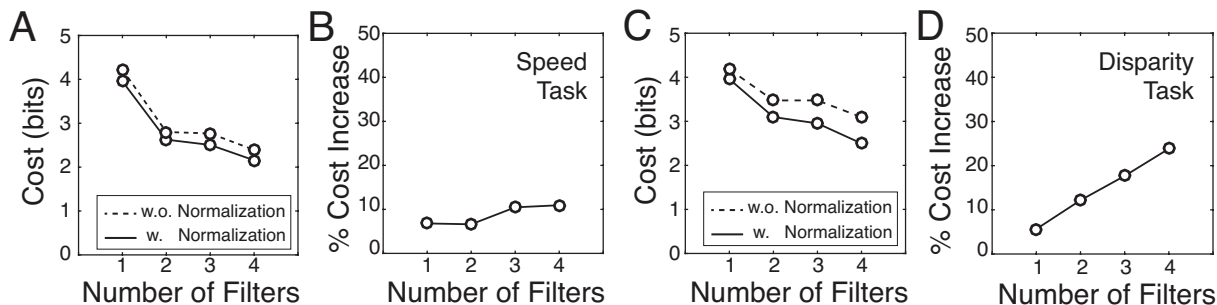 A
Cost (bits)
5
4
3
2
1
0
w.o. Normalization
w. Normalization
1 2 3 4
Number of Filters
B
% Cost Increase
50
40
30
20
10
0
Speed
Task
1 2 3 4
Number of Filters
C
Cost (bits)
5
4
3
2
1
0
w.o. Normalization
w. Normalization
1 2 3 4
Number of Filters
D
% Cost Increase
50
40
30
20
10
0
Disparity
Task
1 2 3 4
Number of Filters